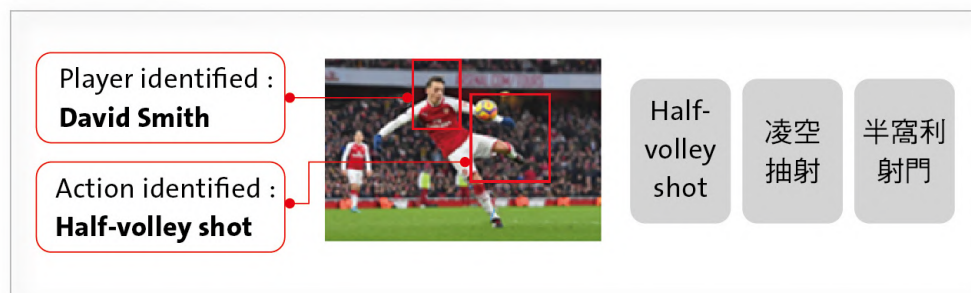 Player identified :
David Smith
Action identified :
Half-volley shot
Half-
volley
shot
凌空
抽射
半窩利
射門